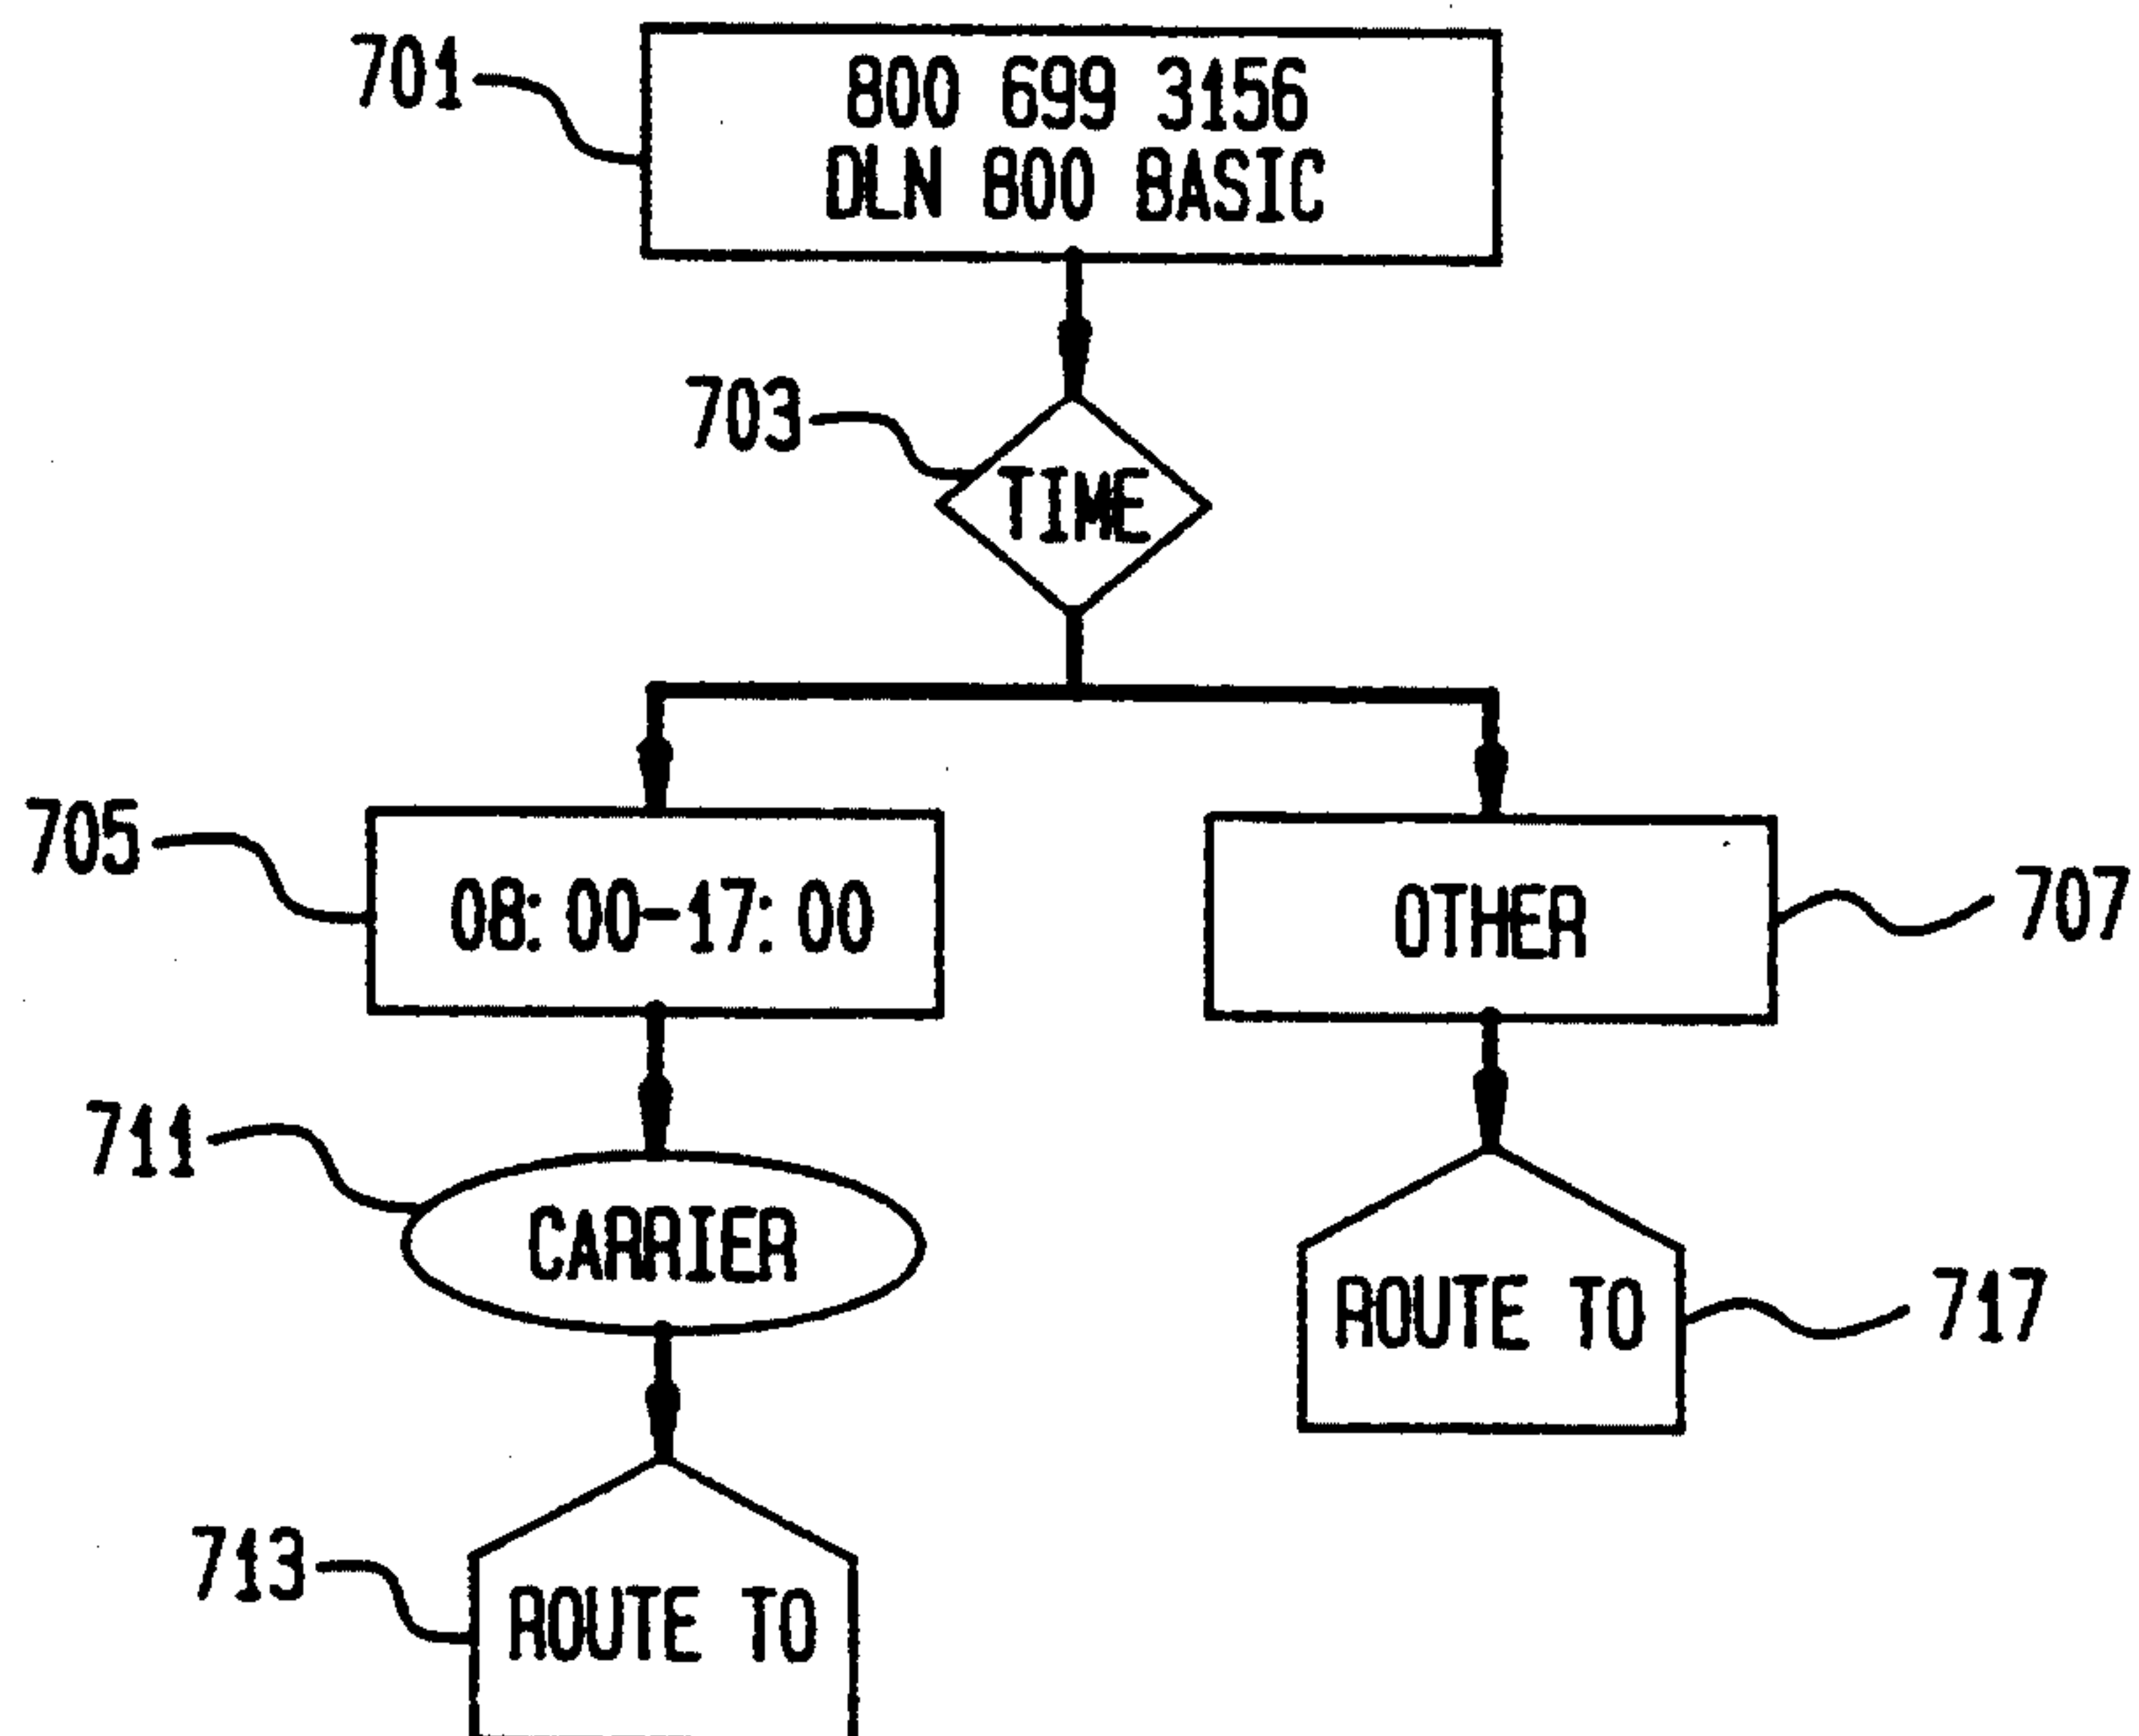 701
800 699 3156
DLN 800 BASIC
703
TIME
705
08:00-17:00
OTHER
707
711
CARRIER
ROUTE TO
717
713
ROUTE TO